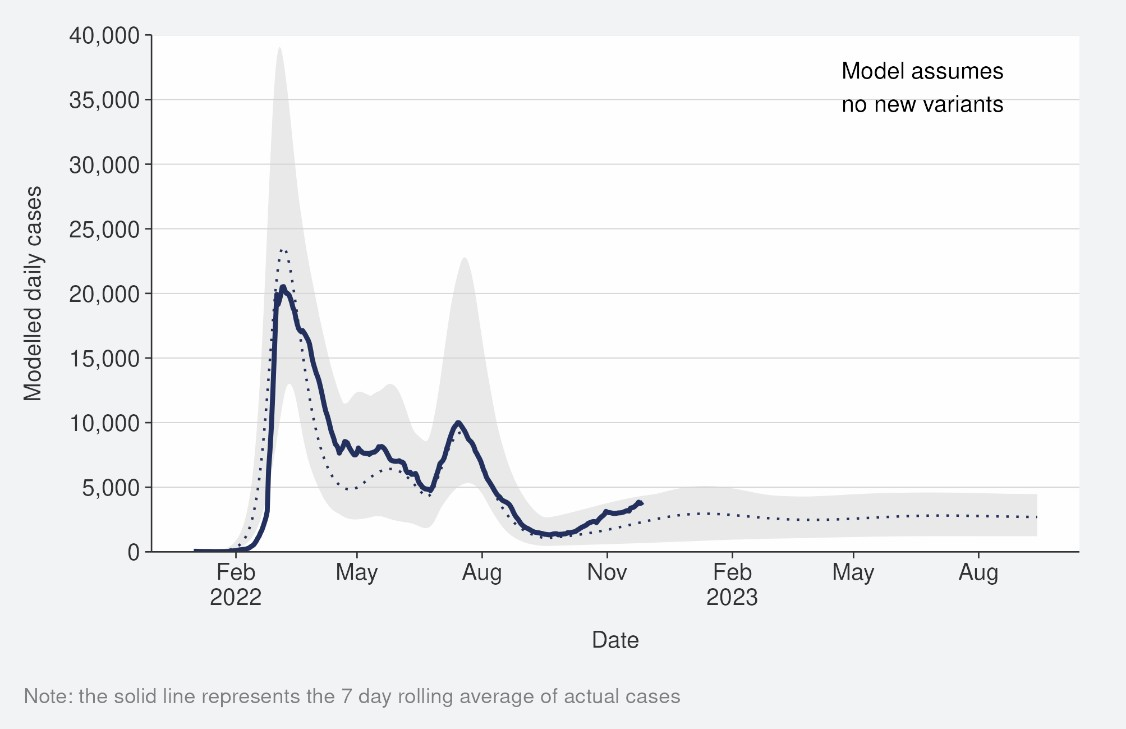 40,000
Model assumes
35,000
no new variants
30,000
25,000
20,000
15,000
10,000
5,000
0
Modelled daily cases
Feb May Aug Nov Feb May Aug
2022 2023
Date
Note: the solid line represents the 7 day rolling average of actual cases